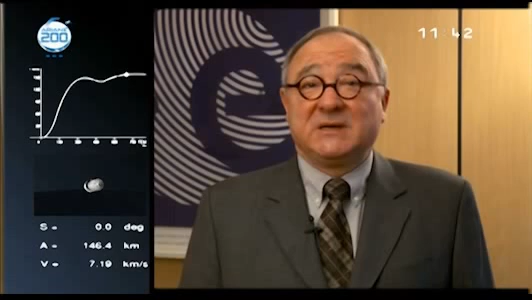 ARIANE
200
11 42
S = 0.0 deg
A = 146.4 km
V = 7.19 km/s